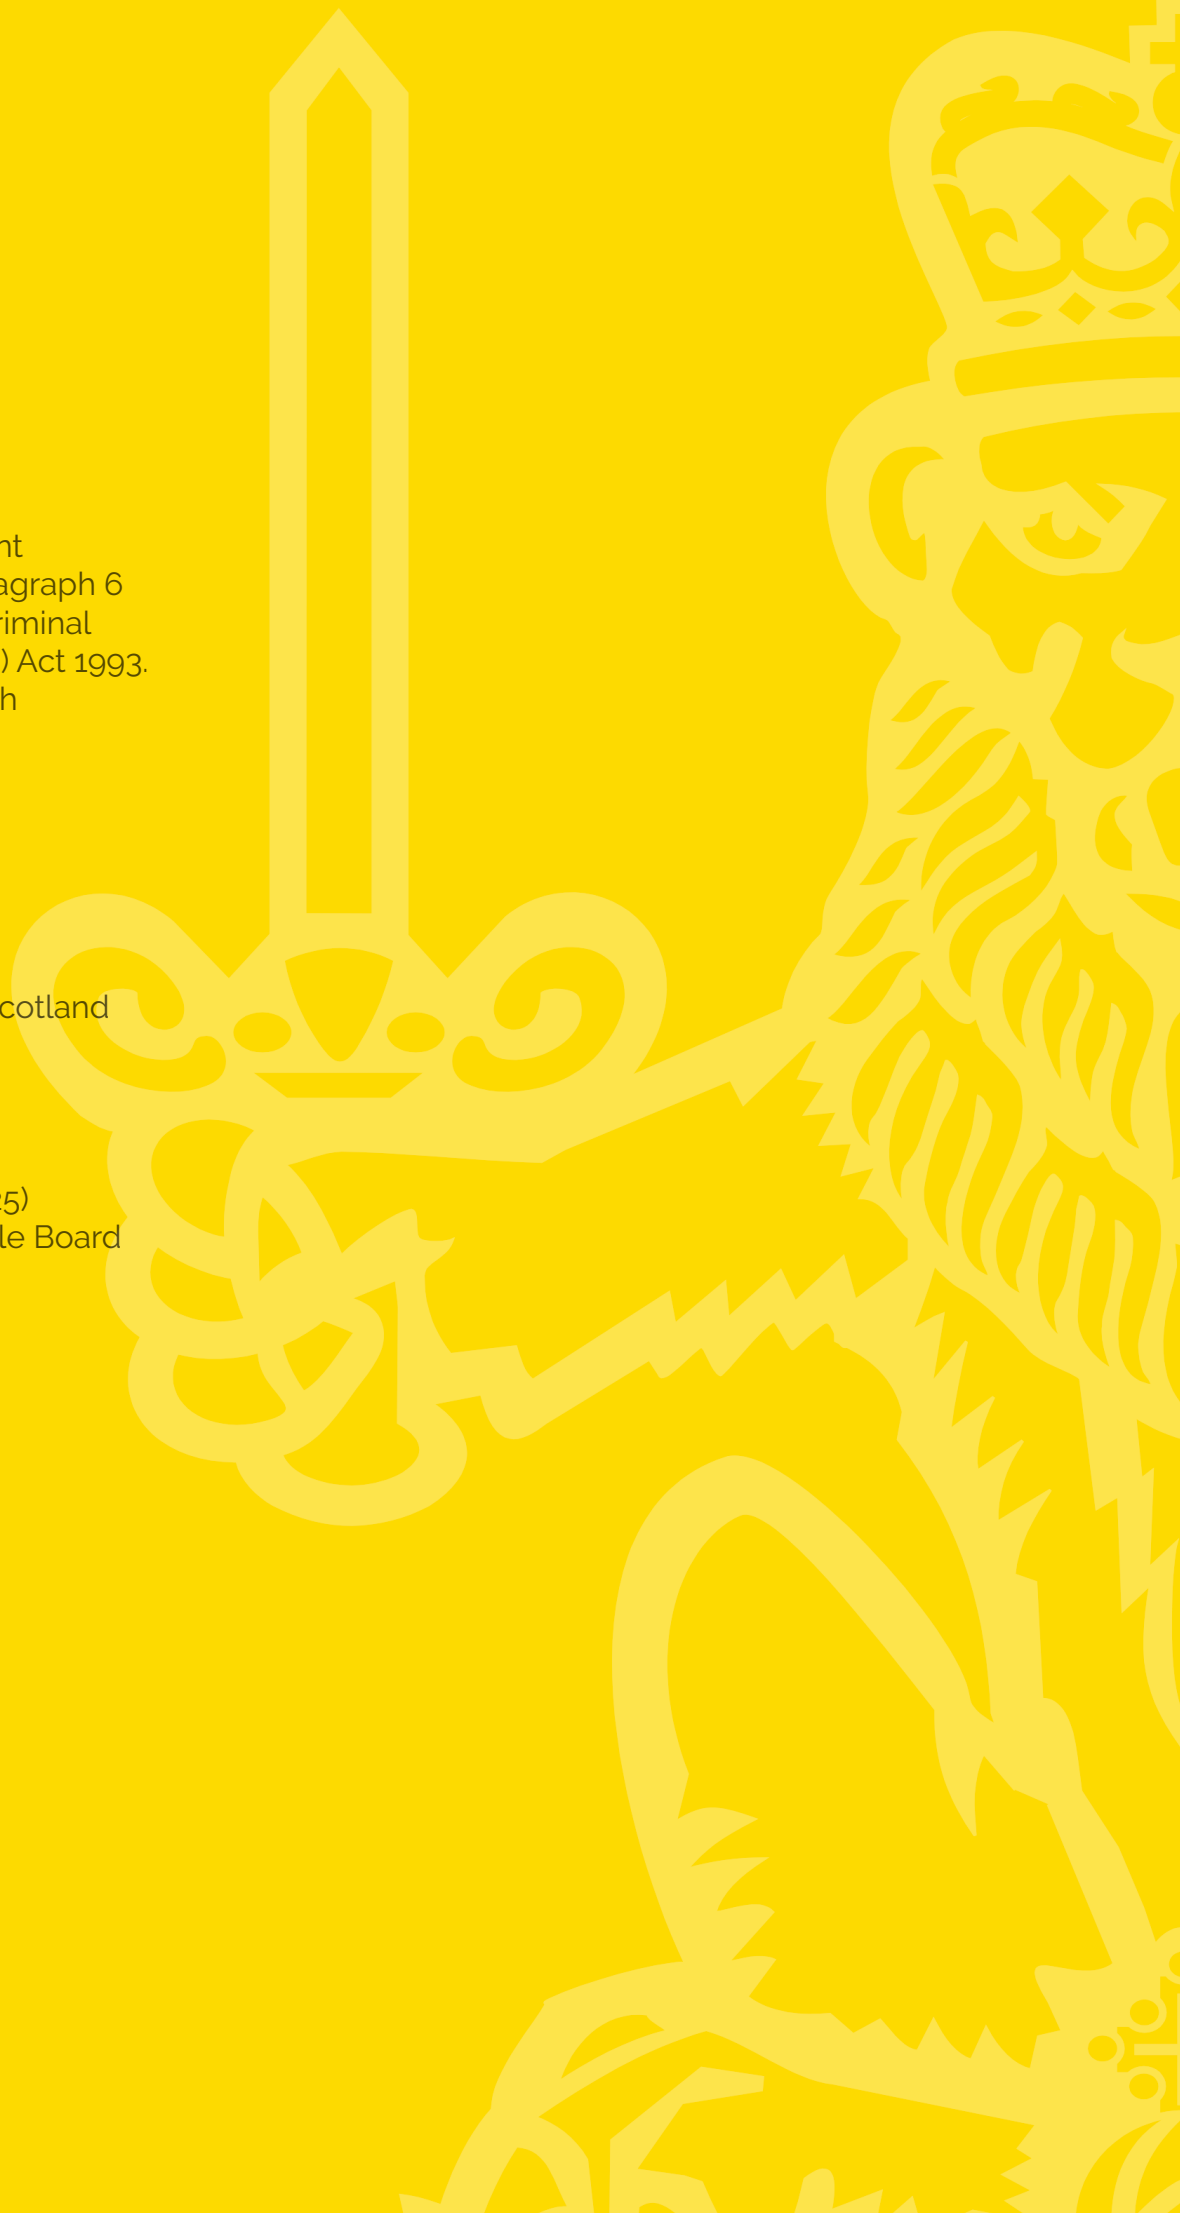 nt
agraph 6
riminal
) Act 1993.
h
cotland
25)
le Board